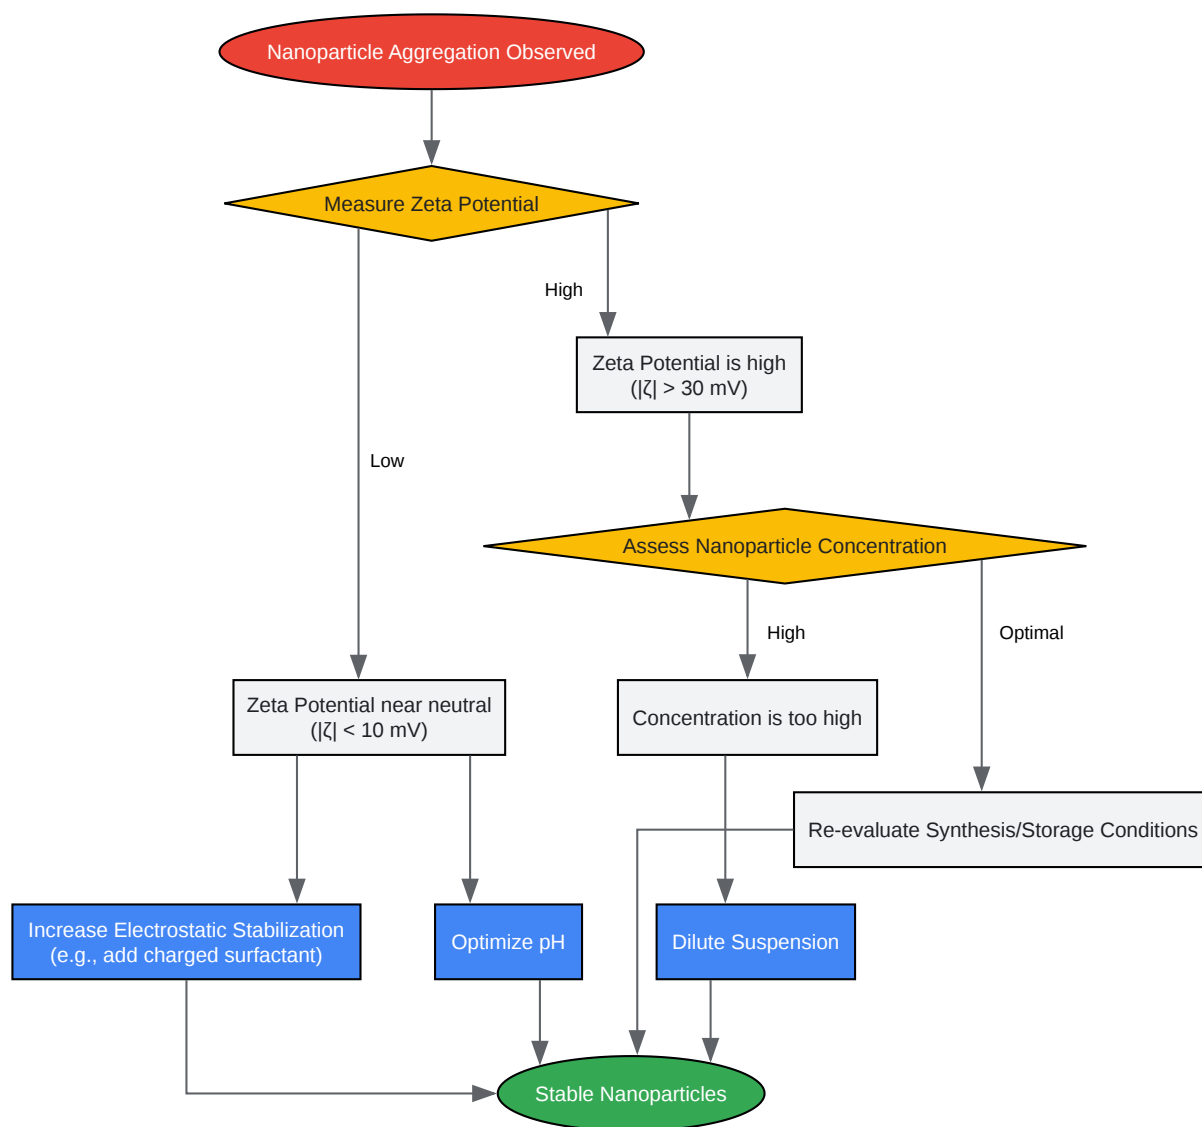 Nanoparticle Aggregation Observed
Measure Zeta Potential
High
Zeta Potential is high
(|ζ| > 30 mV)
Low
Assess Nanoparticle Concentration
High
Optimal
Zeta Potential near neutral
(|ζ| < 10 mV)
Concentration is too high
Re-evaluate Synthesis/Storage Conditions
Increase Electrostatic Stabilization
(e.g., add charged surfactant)
Optimize pH
Dilute Suspension
Stable Nanoparticles